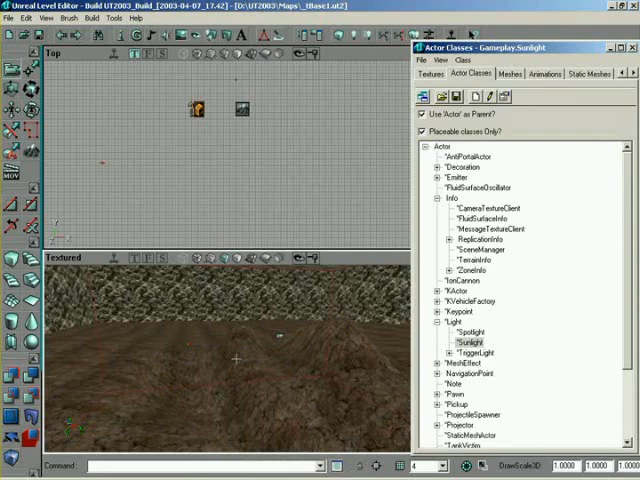 Unreal Level Editor - Build UT2003_Build_[2003-04-07_17.42] - [D:\UT2003\Maps\_tBase1.ut2]
File Edit View Brush Build Tools Help
Actor Classes - Gameplay.Sunlight
File View Class
Textures Actor Classes Meshes Animations Static Meshes
Top
T F S
Use 'Actor' as Parent?
Placeable classes Only?
Actor
*AntiPortalActor
*Decoration
*Emitter
*FluidSurfaceOscillator
Info
*CameraTextureClient
*FluidSurfaceInfo
*MessageTextureClient
ReplicationInfo
*SceneManager
*TerrainInfo
*ZoneInfo
*IonCannon
*KActor
*KVehicleFactory
*Keypoint
*Light
*Spotlight
*Sunlight
*TriggerLight
*MeshEffect
NavigationPoint
*Note
*Pawn
*Pickup
*ProjectileSpawner
*Projector
*StaticMeshActor
*TankVictim
MOV
Y
Z X
Textured
T F S
Command :
4
DrawScale3D: 1.0000 1.0000 1.0000